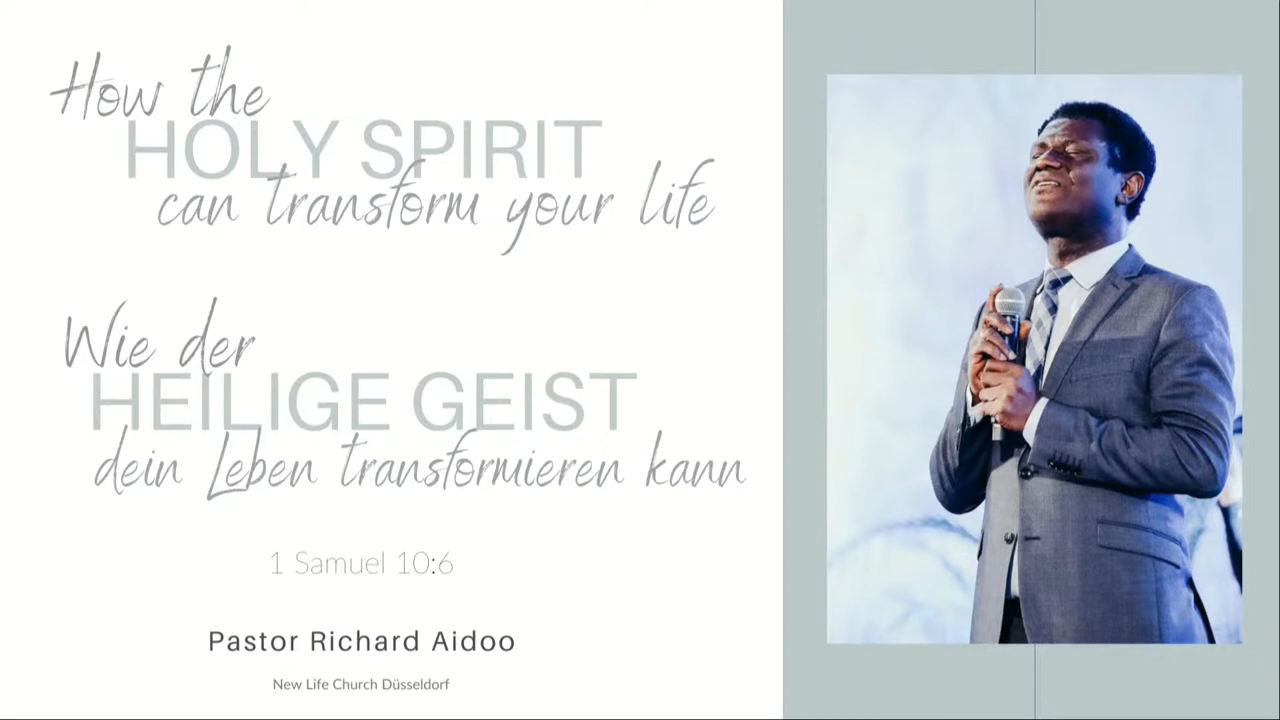 How the
HOLY SPIRIT
can transform your life
Wie der
HEILIGE GEIST
dein Leben transformieren kann
1 Samuel 10:6
Pastor Richard Aidoo
New Life Church Düsseldorf